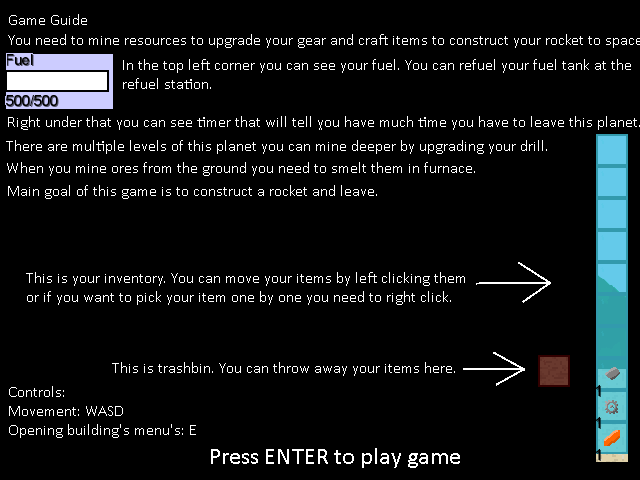 Game Guide
You need to mine resources to upgrade your gear and craft items to construct your rocket to space
Fuel
500/500
In the top left corner you can see your fuel. You can refuel your fuel tank at the
refuel station.
Right under that you can see timer that will tell you have much time you have to leave this planet.
There are multiple levels of this planet you can mine deeper by upgrading your drill.
When you mine ores from the ground you need to smelt them in furnace.
Main goal of this game is to construct a rocket and leave.
This is your inventory. You can move your items by left clicking them
or if you want to pick your item one by one you need to right click.
This is trashbin. You can throw away your items here.
1
1
1
Controls:
Movement: WASD
Opening building's menu's: E
Press ENTER to play game